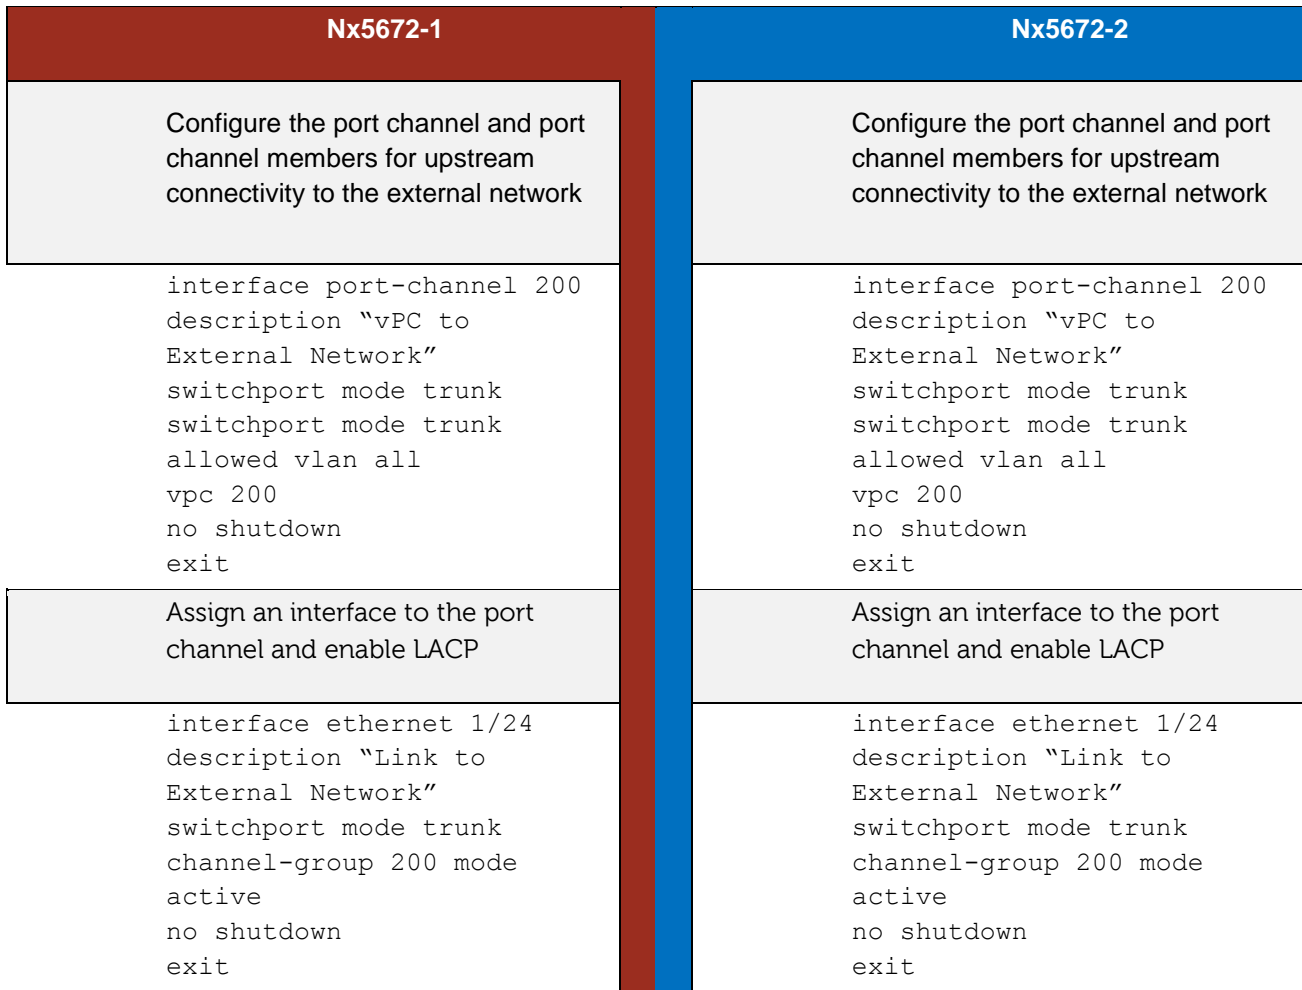 Nx5672-1
Nx5672-2
Configure the port channel and port
channel members for upstream
connectivity to the external network
Configure the port channel and port
channel members for upstream
connectivity to the external network
interface port-channel 200
description “vPC to
External Network”
switchport mode trunk
switchport mode trunk
allowed vlan all
vpc 200
no shutdown
exit
interface port-channel 200
description “vPC to
External Network”
switchport mode trunk
switchport mode trunk
allowed vlan all
vpc 200
no shutdown
exit
Assign an interface to the port
channel and enable LACP
Assign an interface to the port
channel and enable LACP
interface ethernet 1/24
description “Link to
External Network”
switchport mode trunk
channel-group 200 mode
active
no shutdown
exit
interface ethernet 1/24
description “Link to
External Network”
switchport mode trunk
channel-group 200 mode
active
no shutdown
exit